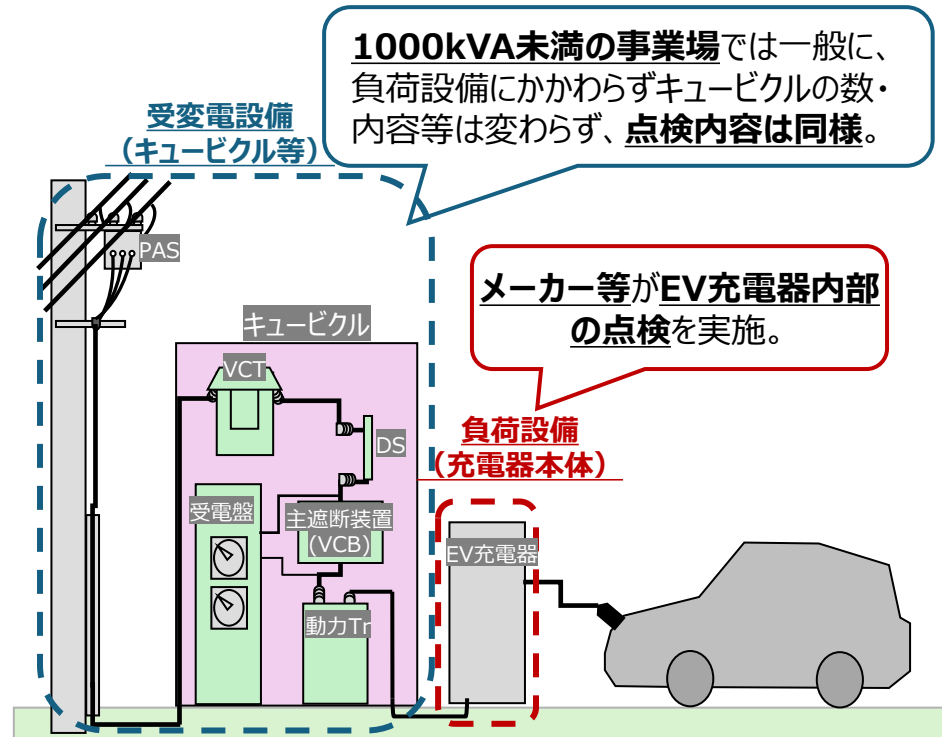 1000kVA未満の事業場では一般に、
負荷設備にかかわらずキュービクルの数・
内容等は変わらず、点検内容は同様。
受変電設備
（キュービクル等）
PAS
メーカー等がEV充電器内部
の点検を実施。
キュービクル
VCT
DS
負荷設備
（充電器本体）
受電盤
主遮断装置
(VCB)
EV充電器
動力Tr